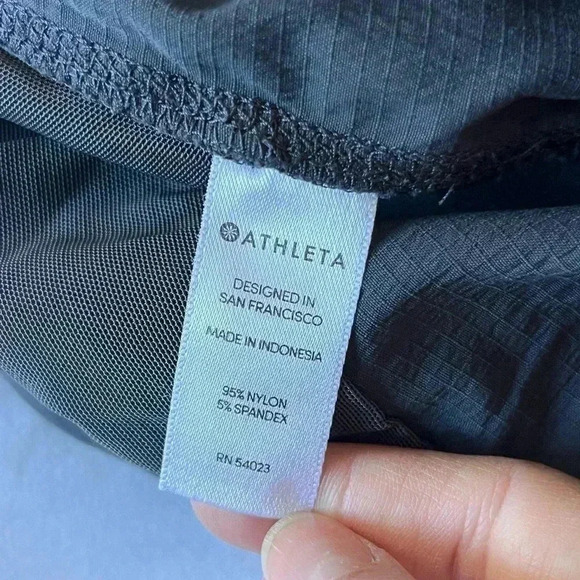 ATHLETA
DESIGNED IN
SAN FRANCISCO
MADE IN INDONESIA
95% NYLON
5% SPANDEX
RN 54023